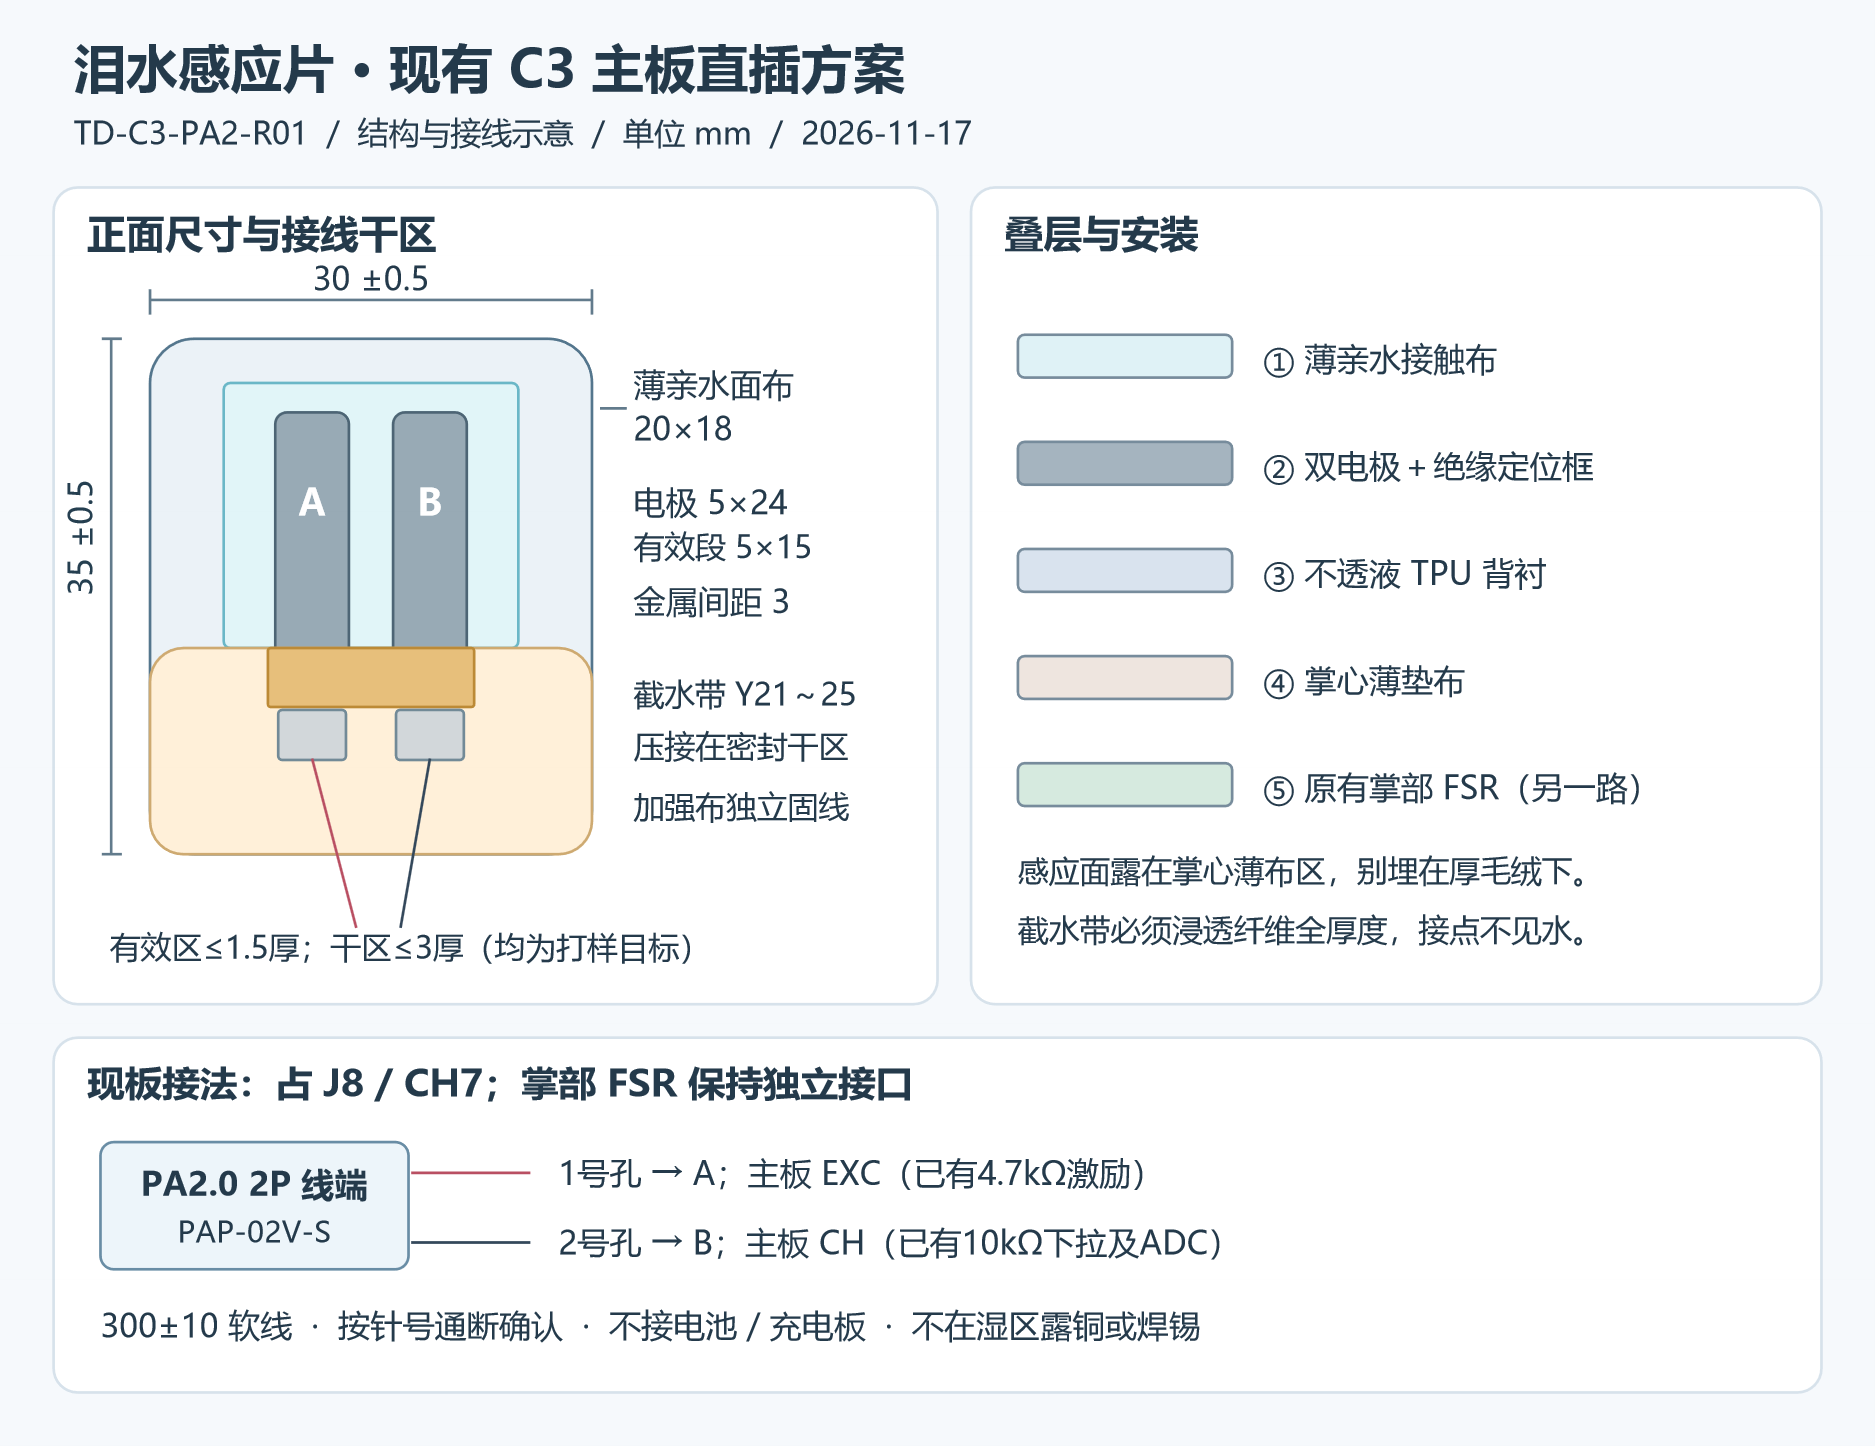 泪水感应片 • 现有 C3 主板直插方案
TD-C3-PA2-R01 / 结构与接线示意 / 单位 mm / 2026-11-17
正面尺寸与接线干区
30 ±0.5
35 ±0.5
A
B
薄亲水面布
20×18
电极 5×24
有效段 5×15
金属间距 3
截水带 Y21～25
压接在密封干区
加强布独立固线
有效区≤1.5厚；干区≤3厚（均为打样目标）
叠层与安装
① 薄亲水接触布
② 双电极 + 绝缘定位框
③ 不透液 TPU 背衬
④ 掌心薄垫布
⑤ 原有掌部 FSR（另一路）
感应面露在掌心薄布区，别埋在厚毛绒下。
截水带必须浸透纤维全厚度，接点不见水。
现板接法：占 J8 / CH7；掌部 FSR 保持独立接口
PA2.0 2P 线端
PAP-02V-S
1号孔 → A；主板 EXC（已有4.7kΩ激励）
2号孔 → B；主板 CH（已有10kΩ下拉及ADC）
300±10 软线 · 按针号通断确认 · 不接电池 / 充电板 · 不在湿区露铜或焊锡